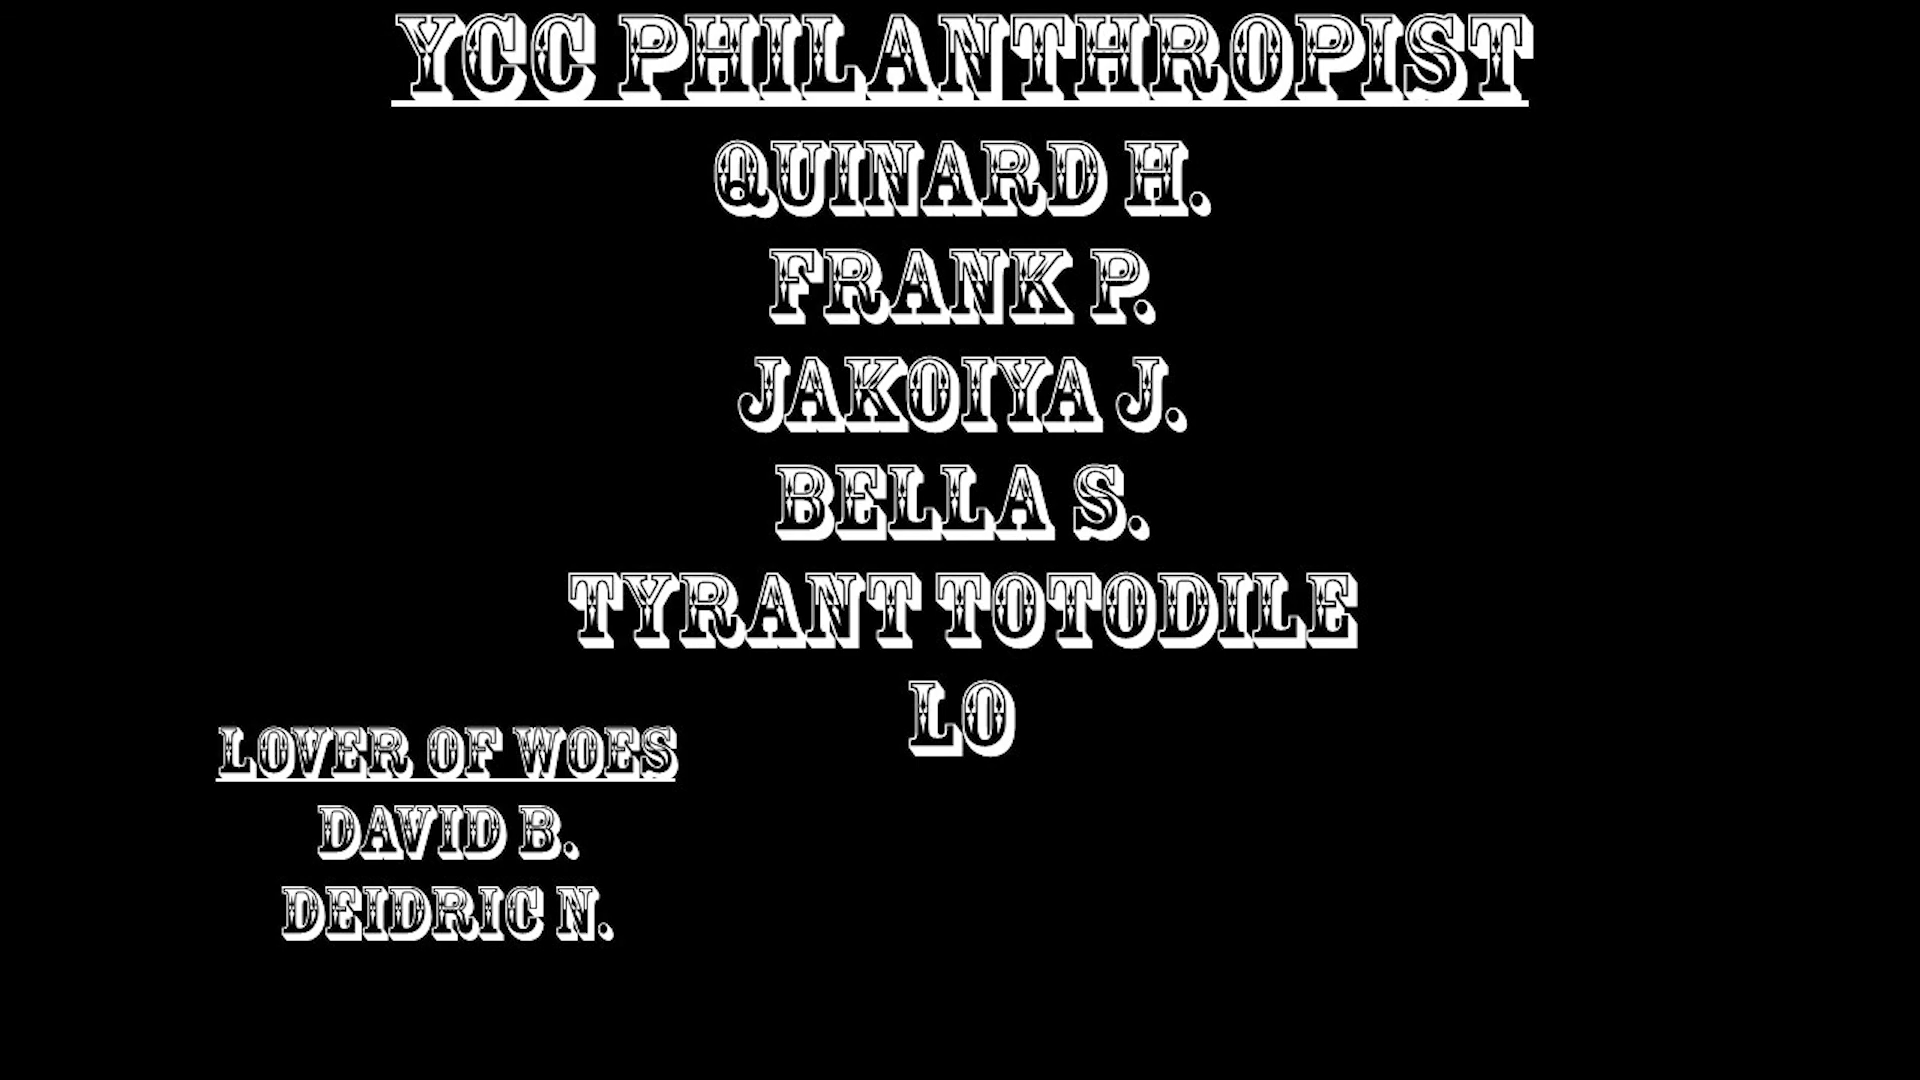 YCC PHILANTHROPIST
QUINARD H.
FRANK P.
JAKOIYA J.
BELLA S.
TYRANT TOTODILE
LO
LOVER OF WOES
DAVID B.
DEIDRIC N.